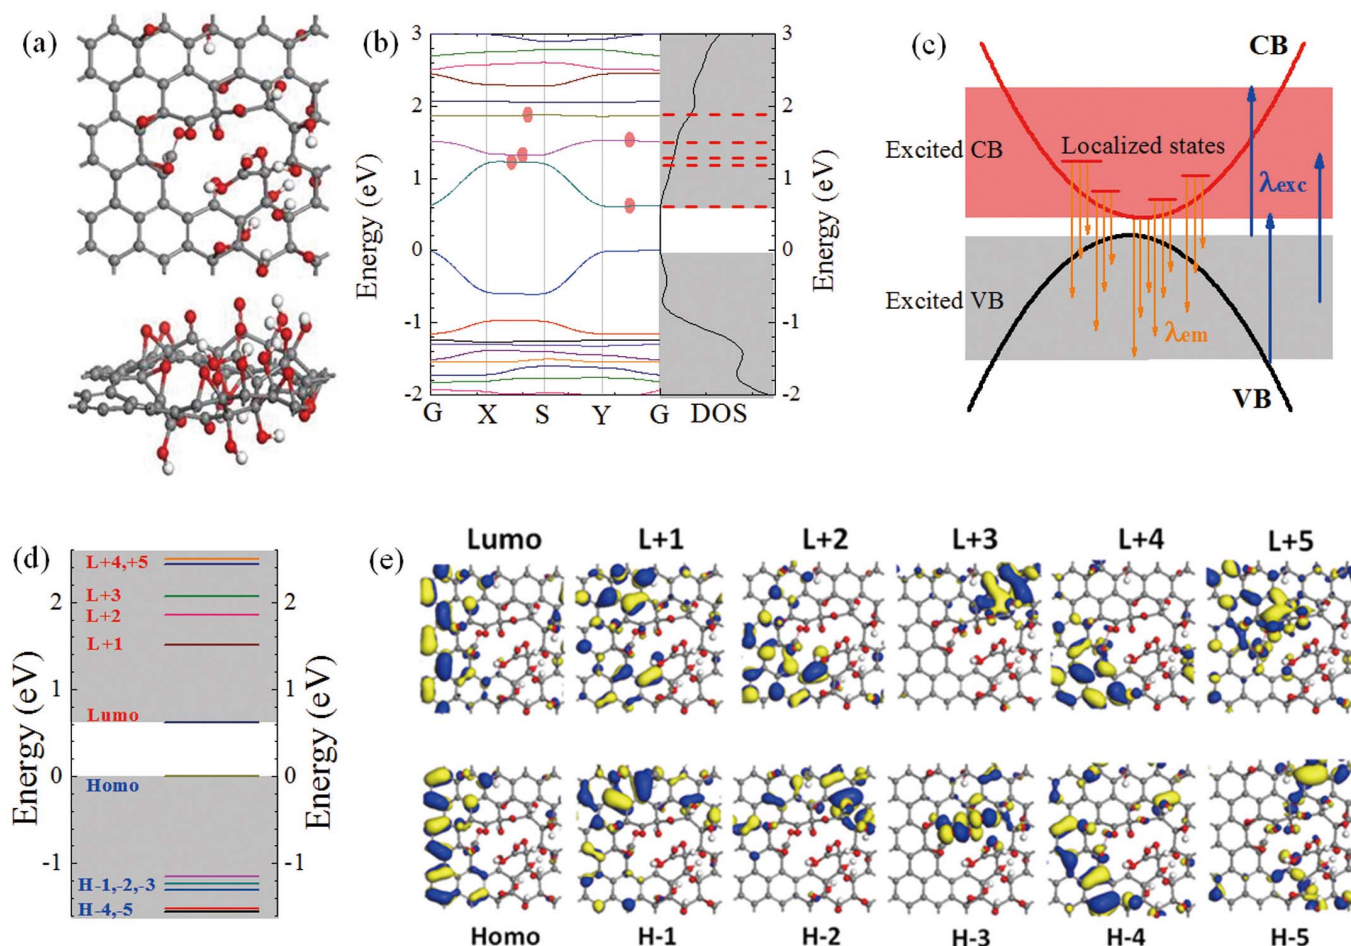 (a)
(b)
Energy (eV)
3
2
1
0
-1
-2
G X S Y G DOS
Energy (eV)
3
2
1
0
-1
-2
(c)
CB
Excited CB
Localized states
λexc
Excited VB
λem
VB
(d)
Energy (eV)
2
1
0
-1
L+4,+5
L+3
L+2
L+1
Lumo
Homo
H-1,-2,-3
H-4,-5
Energy (eV)
2
1
0
-1
(e)
Lumo L+1 L+2 L+3 L+4 L+5
Homo H-1 H-2 H-3 H-4 H-5